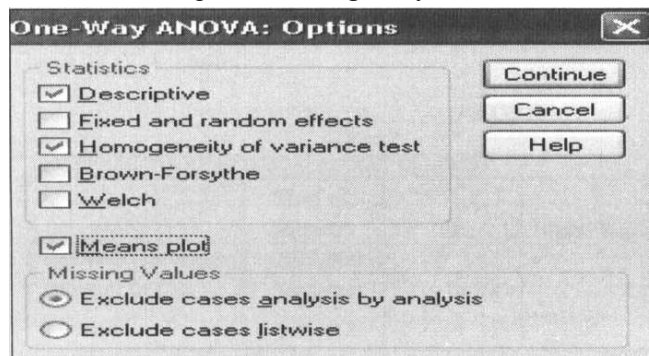 One-Way ANOVA: Options
Statistics
Descriptive
Fixed and random effects
Homogeneity of variance test
Brown-Forsythe
Welch
Continue
Cancel
Help
Means plot
Missing Values
Exclude cases analysis by analysis
Exclude cases listwise